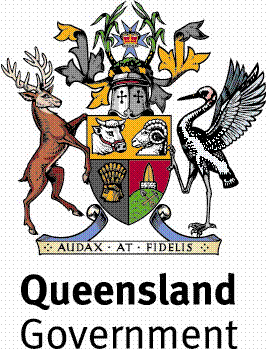 AUDAX · AT · FIDELIS
Queensland
Government